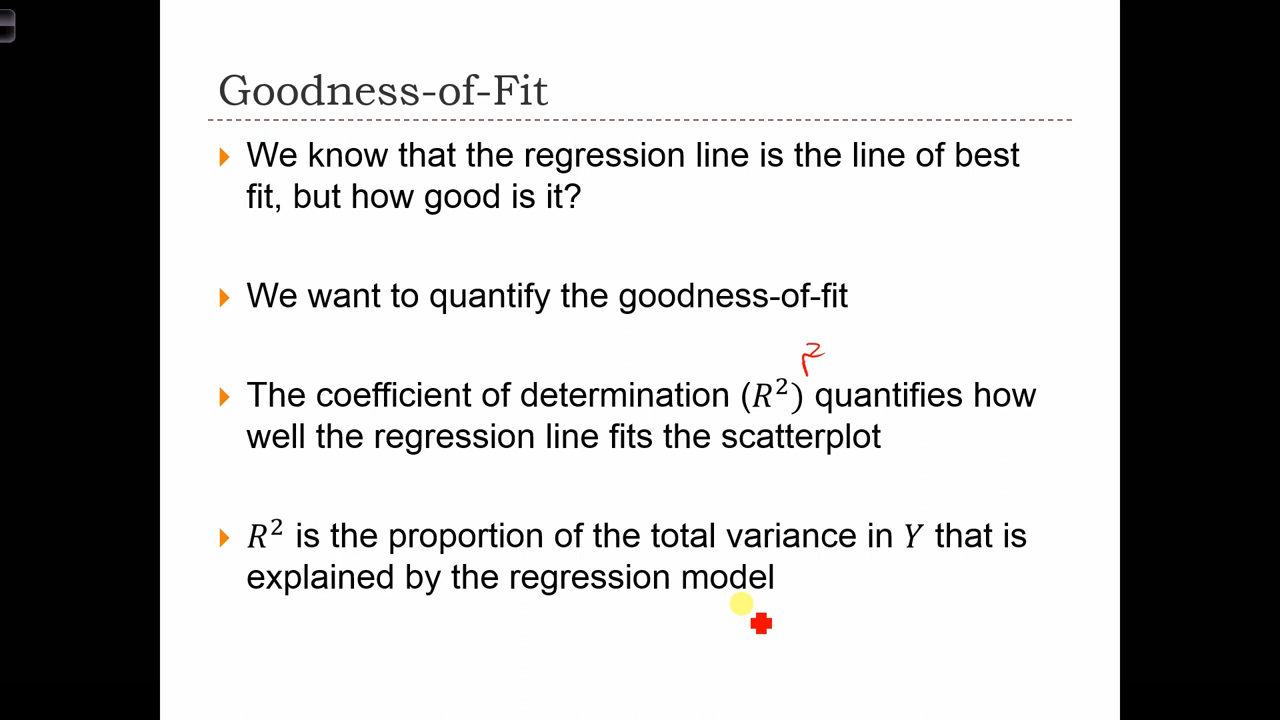 Goodness-of-Fit
We know that the regression line is the line of best
fit, but how good is it?
We want to quantify the goodness-of-fit
r²
The coefficient of determination (R²) quantifies how
well the regression line fits the scatterplot
R² is the proportion of the total variance in Y that is
explained by the regression model